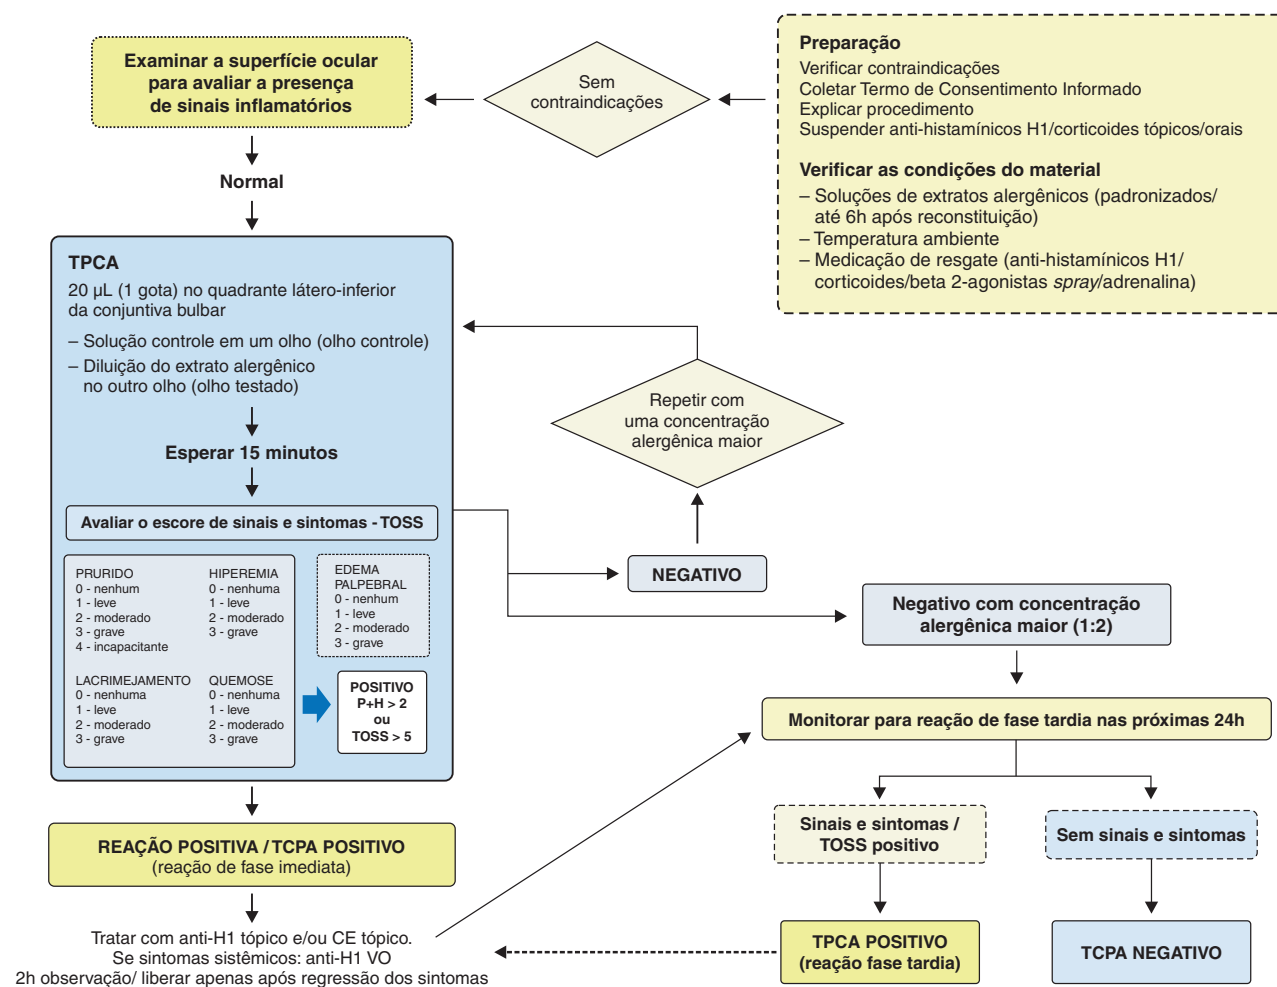 Preparação
Verificar contraindicações
Coletar Termo de Consentimento Informado
Explicar procedimento
Suspender anti-histamínicos H1/corticoides tópicos/orais
Verificar as condições do material
– Soluções de extratos alergênicos (padronizados/
até 6h após reconstituição)
– Temperatura ambiente
– Medicação de resgate (anti-histamínicos H1/
corticoides/beta 2-agonistas spray/adrenalina)
Sem
contraindicações
Examinar a superfície ocular
para avaliar a presença
de sinais inflamatórios
Normal
TPCA
20 µL (1 gota) no quadrante látero-inferior
da conjuntiva bulbar
– Solução controle em um olho (olho controle)
– Diluição do extrato alergênico
no outro olho (olho testado)
Esperar 15 minutos
Avaliar o escore de sinais e sintomas - TOSS
PRURIDO
0 - nenhum
1 - leve
2 - moderado
3 - grave
4 - incapacitante
HIPEREMIA
0 - nenhuma
1 - leve
2 - moderado
3 - grave
EDEMA
PALPEBRAL
0 - nenhum
1 - leve
2 - moderado
3 - grave
LACRIMEJAMENTO
0 - nenhuma
1 - leve
2 - moderado
3 - grave
QUEMOSE
0 - nenhuma
1 - leve
2 - moderado
3 - grave
POSITIVO
P+H > 2
ou
TOSS > 5
Repetir com
uma concentração
alergênica maior
NEGATIVO
Negativo com concentração
alergênica maior (1:2)
Monitorar para reação de fase tardia nas próximas 24h
Sinais e sintomas /
TOSS positivo
Sem sinais e sintomas
TPCA POSITIVO
(reação fase tardia)
TCPA NEGATIVO
REAÇÃO POSITIVA / TCPA POSITIVO
(reação de fase imediata)
Tratar com anti-H1 tópico e/ou CE tópico.
Se sintomas sistêmicos: anti-H1 VO
2h observação/ liberar apenas após regressão dos sintomas